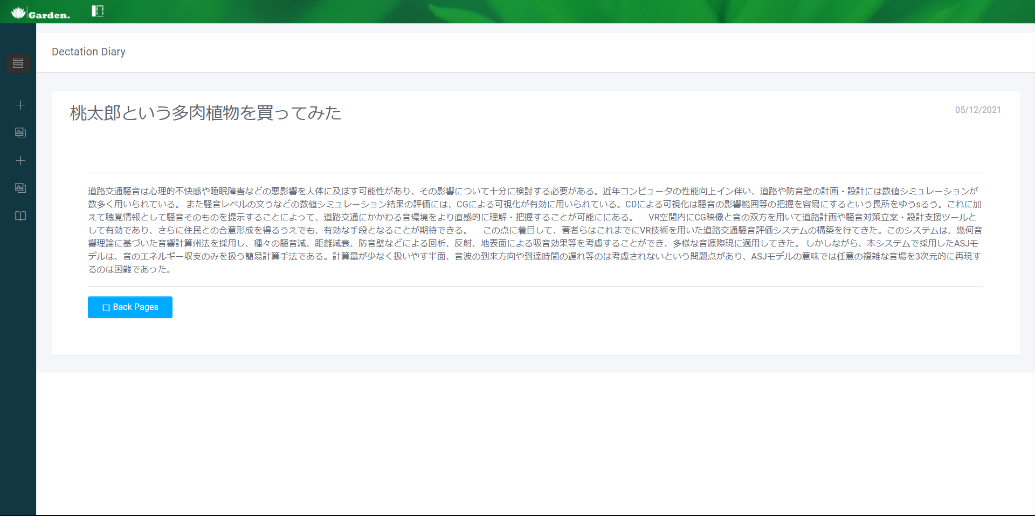 Garden.
Dectation Diary
桃太郎という多肉植物を買ってみた
05/12/2021
道路交通騒音は心理的不快感や睡眠障害などの悪影響を人体に及ぼす可能性があり、その影響について十分に検討する必要がある。近年コンピュータの性能向上イン伴い、道路や防音壁の計画・設計には数値シミュレーションが
数多く用いられている。 また騒音レベルの文うなどの数値シミュレーション結果の評価には、CGによる可視化が有効に用いられている。CDによる可視化は騒音の影響範囲等の把握を容易にするという長所をゆうsるう。これに加
えて聴覚情報として騒音そのものを提示することによって、道路交通にかかわる音環境をより直感的に理解・把握することが可能にある。 VR空間内にCG映像と音の双方を用いて道路計画や騒音対策立案・設計支援ツールと
して有効であり、さらに住民との合意形成を得るうえでも、有効な手段となることが期待できる。 この点に着目して、著者らはこれまでにVR技術を用いた道路交通騒音評価システムの構築を行てきた。このシステムは、幾何音
響理論に基づいた音響計算州法を採用し、種々の騒音減、距離減衰、防音壁などによる回析、反射、地表面による吸音効果等を考慮することができ、多様な音源際現に適用してきた。 しかしながら、本システムで採用したASJモ
デルは、音のエネルギー収支のみを扱う簡易計算手法である。計算量が少なく扱いやす半面、音波の到来方向や到達時間の遅れ等のは考慮されないという問題点があり、ASJモデルの意味では任意の複雑な音場を3次元的に再現す
るのは困難であった。
Back Pages